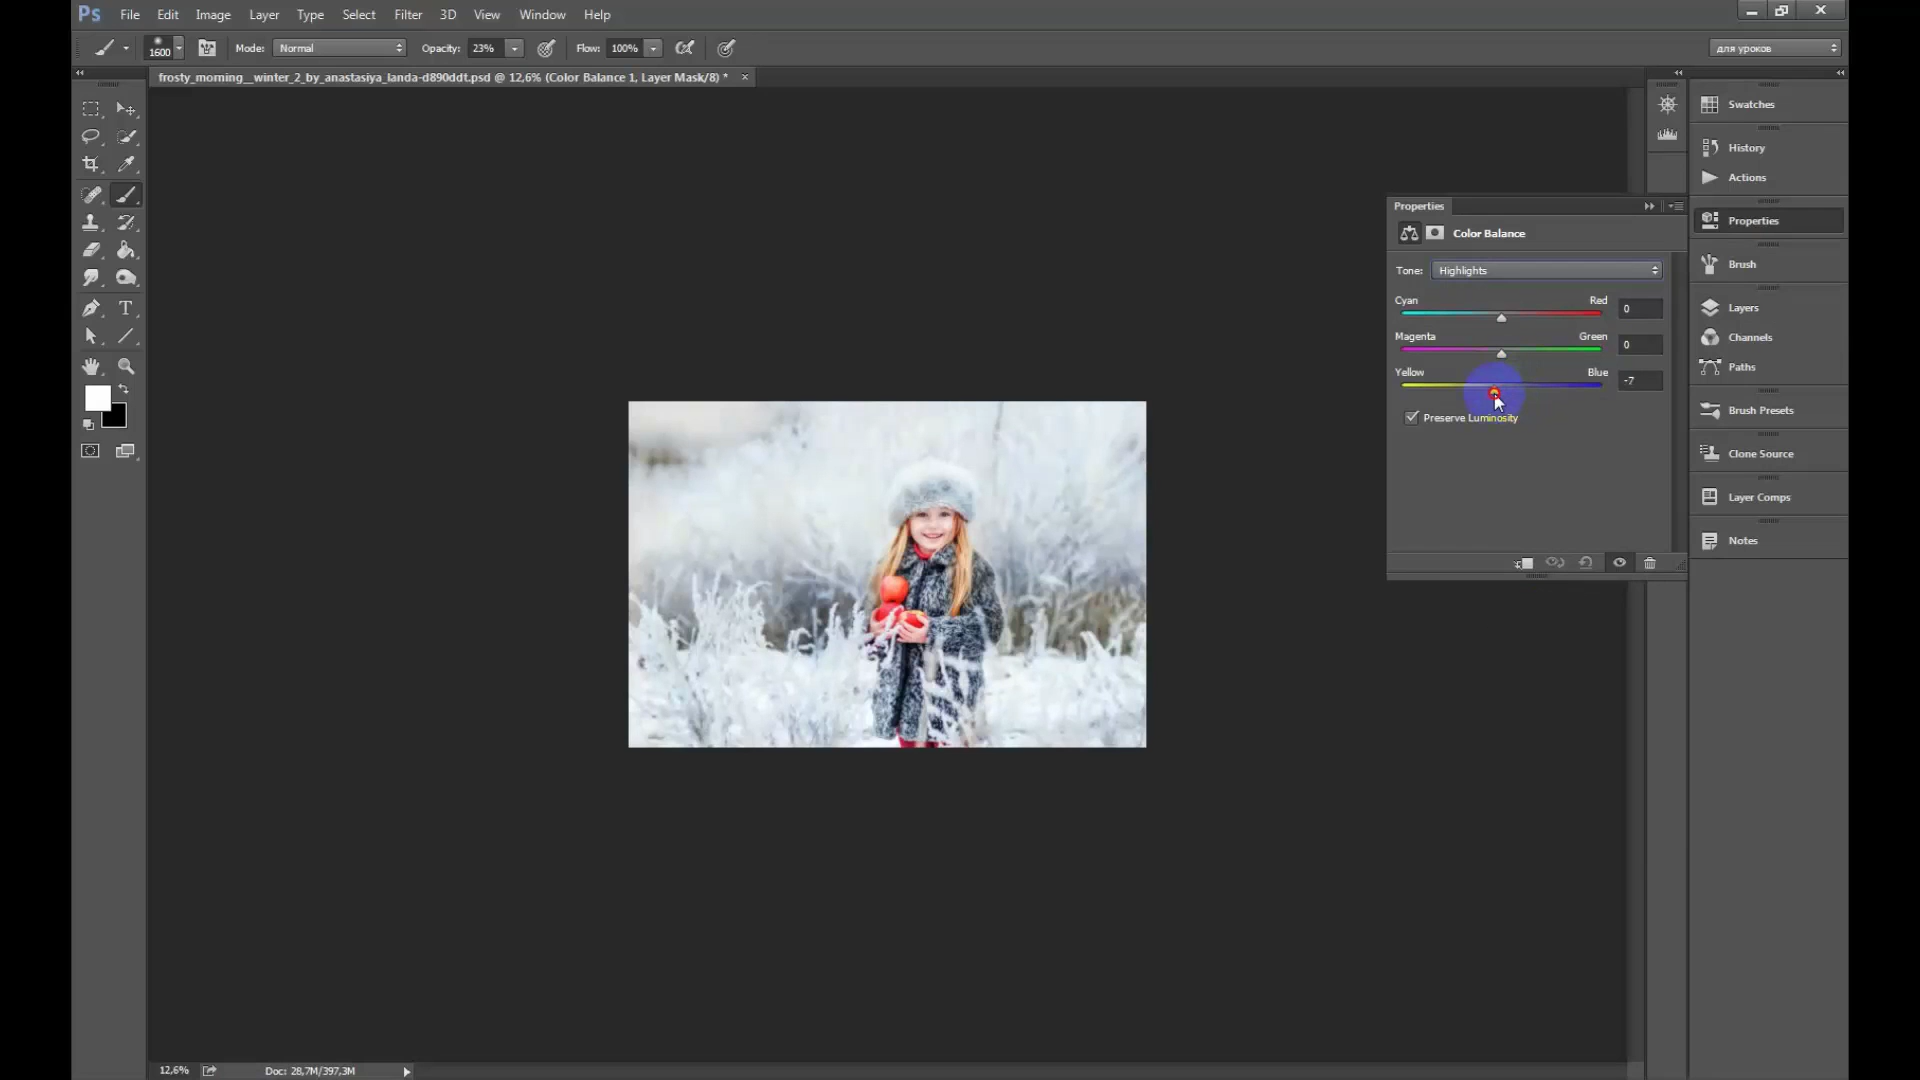 Ps File Edit Image Layer Type Select Filter 3D View Window Help
1600 Mode: Normal Opacity: 23% Flow: 100% для уроков
frosty_morning__winter_2_by_anastasiya_landa-d890ddt.psd @ 12,6% (Color Balance 1, Layer Mask/8) * ×
Swatches
History
Actions
Properties
Brush
Layers
Channels
Paths
Brush Presets
Clone Source
Layer Comps
Notes
Properties
Color Balance
Tone: Highlights
Cyan Red 0
Magenta Green 0
Yellow Blue -7
Preserve Luminosity
T
12,6% Doc: 28,7M/397,3M